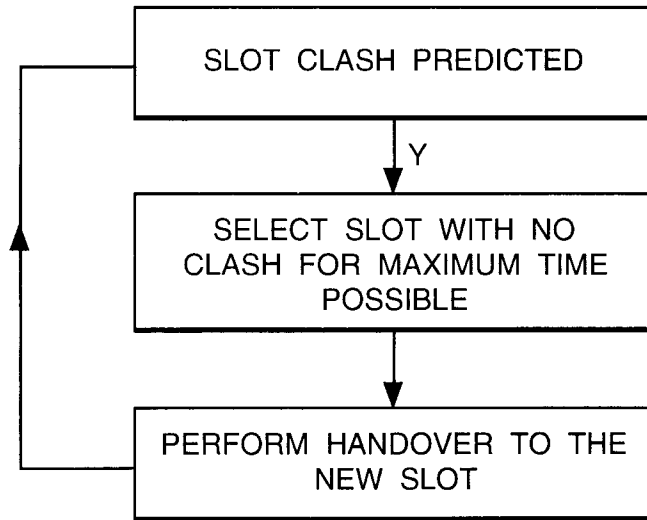 SLOT CLASH PREDICTED
Y
SELECT SLOT WITH NO
CLASH FOR MAXIMUM TIME
POSSIBLE
PERFORM HANDOVER TO THE
NEW SLOT